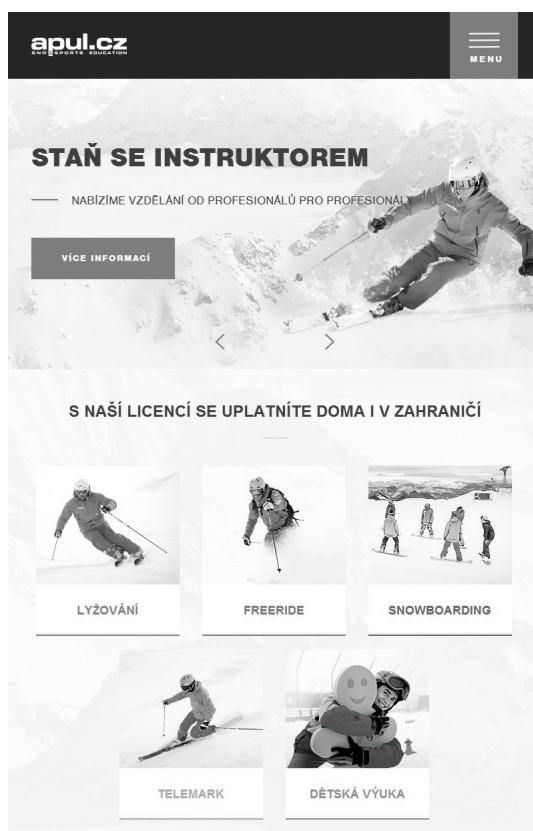 apul.cz
SNOWSPORTS EDUCATION
MENU
STAŇ SE INSTRUKTOREM
NABÍZÍME VZDĚLÁNÍ OD PROFESIONÁLŮ PRO PROFESIONÁLY
VÍCE INFORMACÍ
S NAŠÍ LICENCÍ SE UPLATNÍTE DOMA I V ZAHRANIČÍ
LYŽOVÁNÍ
FREERIDE
SNOWBOARDING
TELEMARK
DĚTSKÁ VÝUKA